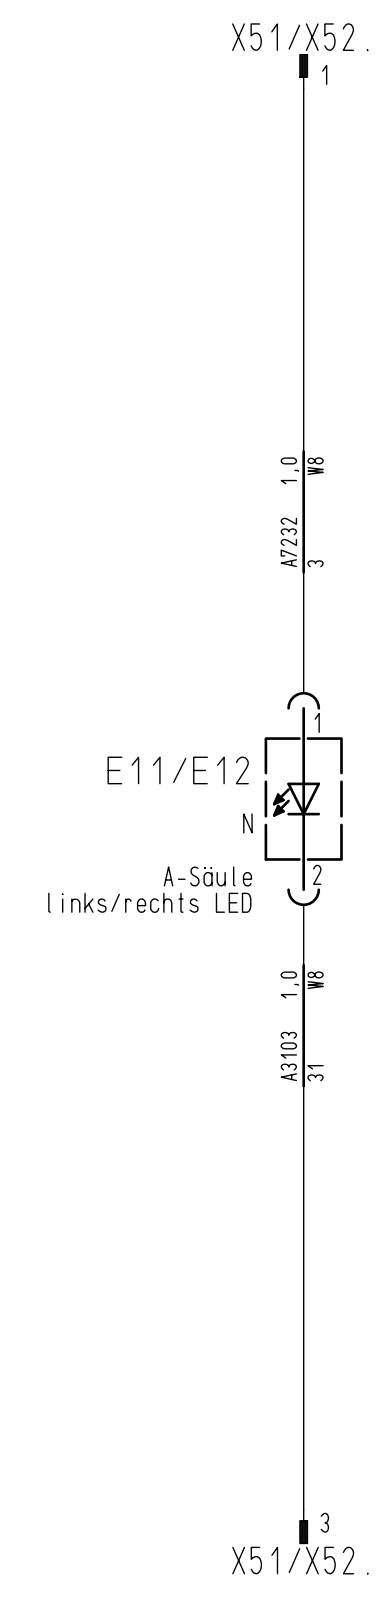 X51/X52.
1
1,0
W8
A7232
3
1
E11/E12
N
2
A-Säule
links/rechts LED
1,0
W8
A3103
31
3
X51/X52.